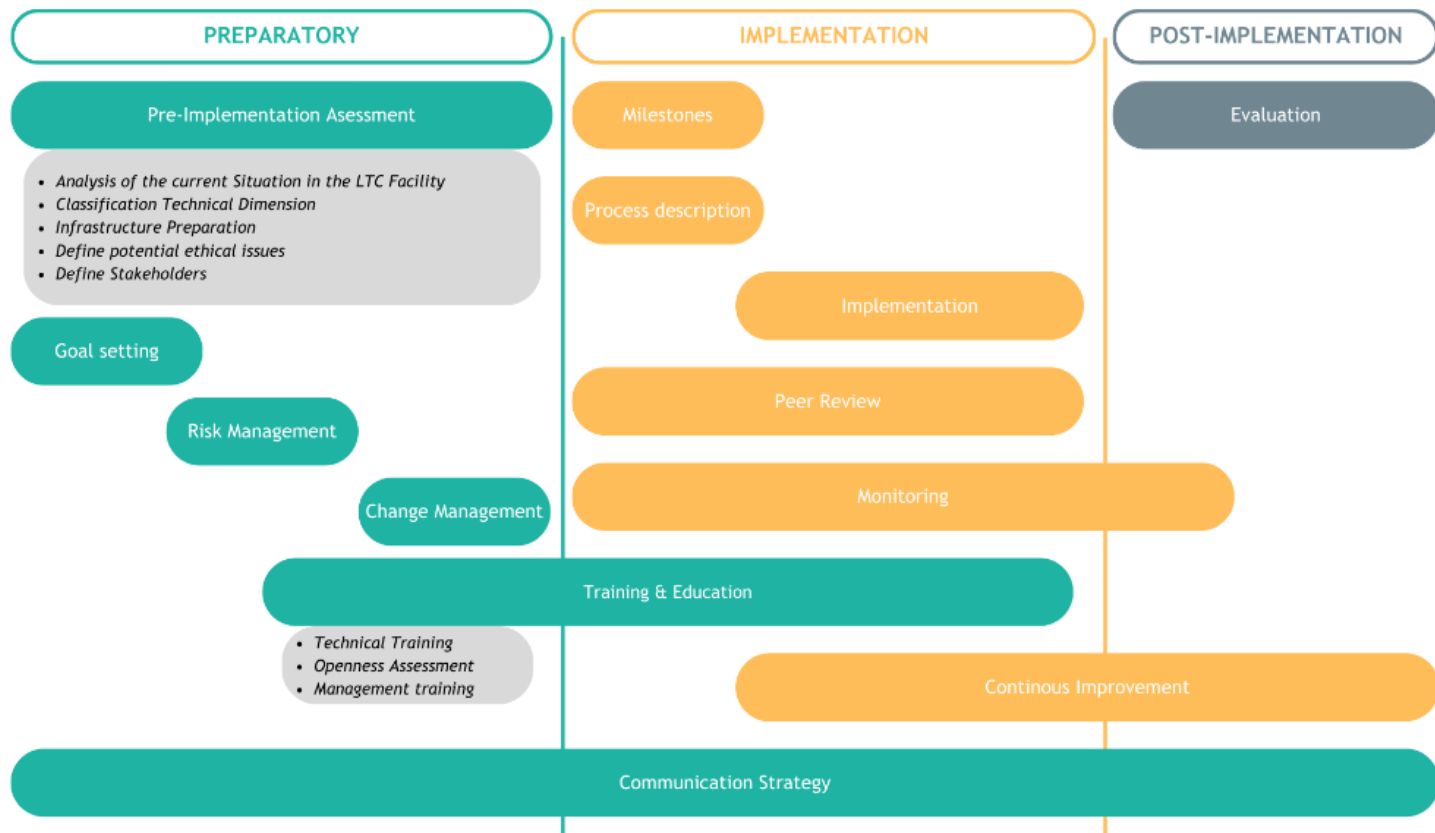 PREPARATORY
IMPLEMENTATION
POST-IMPLEMENTATION
Pre-Implementation Asessment
Milestones
Evaluation
• Analysis of the current Situation in the LTC Facility
• Classification Technical Dimension
• Infrastructure Preparation
• Define potential ethical issues
• Define Stakeholders
Process description
Implementation
Goal setting
Peer Review
Risk Management
Monitoring
Change Management
Training & Education
• Technical Training
• Openness Assessment
• Management training
Continous Improvement
Communication Strategy